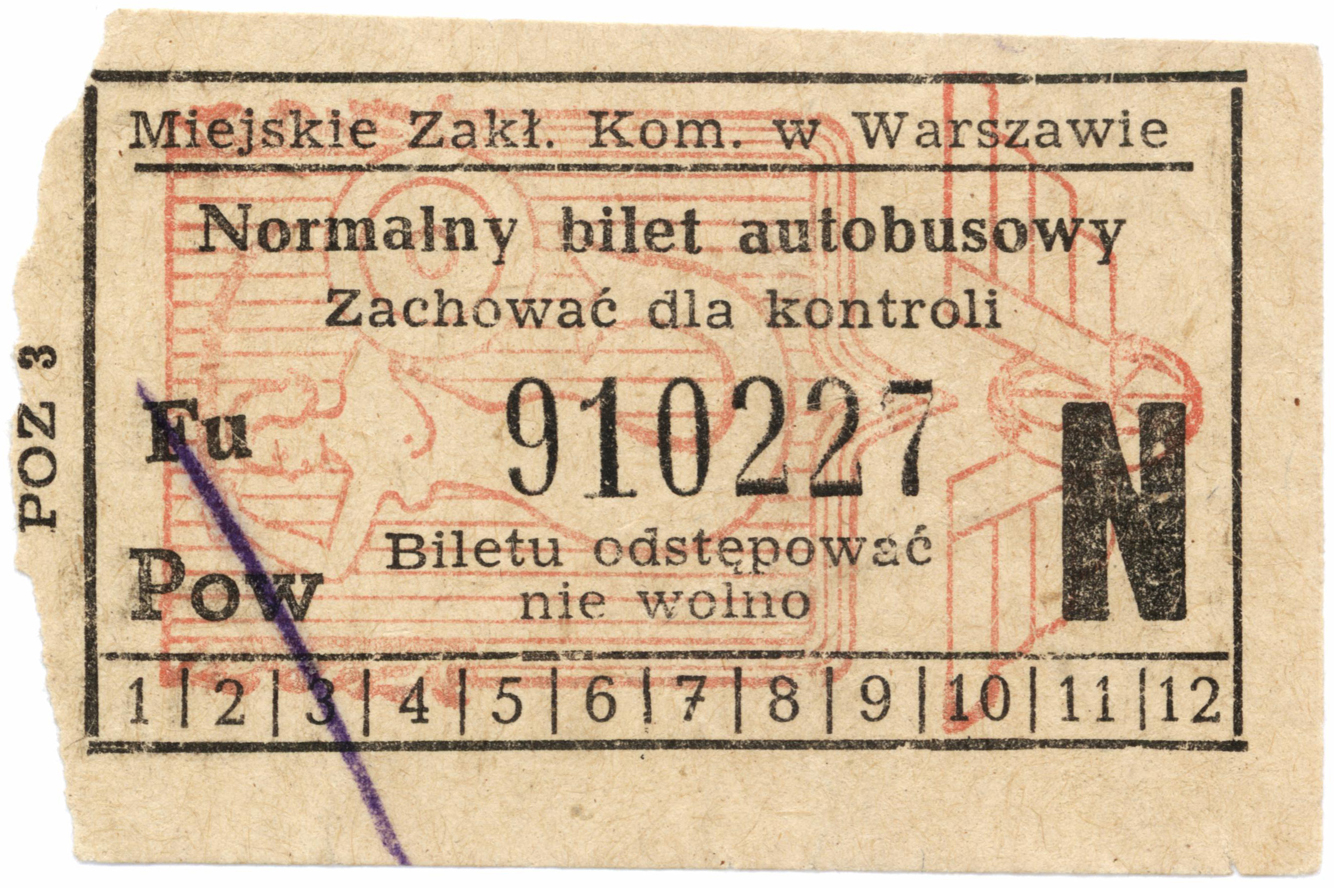 Miejskie Zakł. Kom. w Warszawie
Normalny bilet autobusowy
Zachować dla kontroli
Fu
910227
N
Pow
Biletu odstępować
nie wolno
1 | 2 | 3 | 4 | 5 | 6 | 7 | 8 | 9 | 10 | 11 | 12
POZ 3